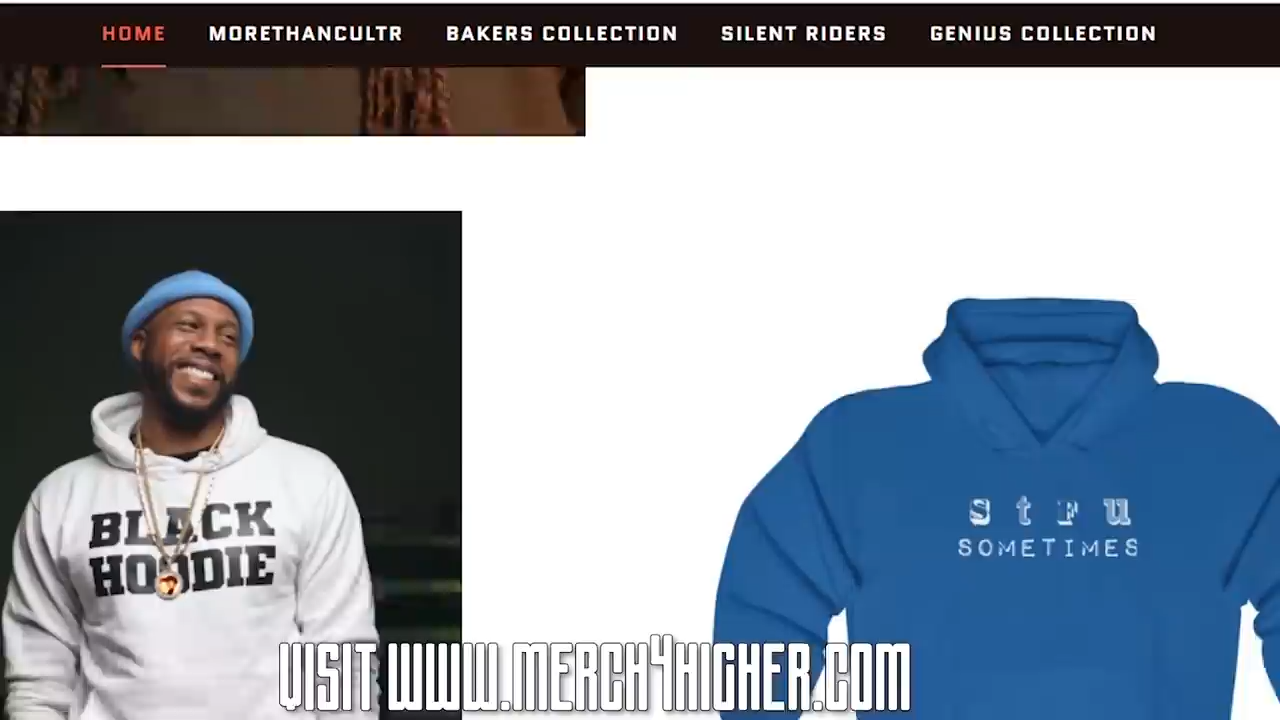 HOME MORETHANCULTR BAKERS COLLECTION SILENT RIDERS GENIUS COLLECTION
BLACK
HOODIE
StFu
SOMETIMES
VISIT WWW.MERCH4HIGHER.COM